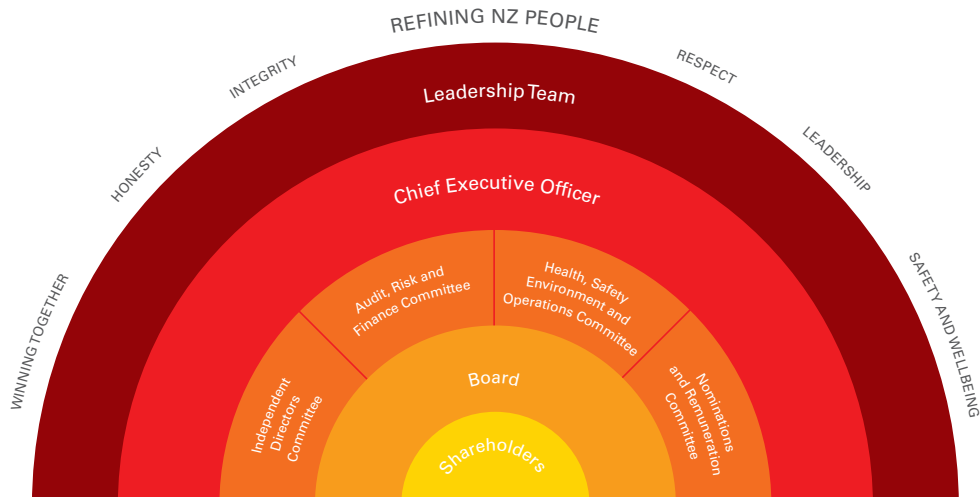 REFINING NZ PEOPLE
WINNING TOGETHER
HONESTY
INTEGRITY
RESPECT
LEADERSHIP
SAFETY AND WELLBEING
Leadership Team
Chief Executive Officer
Independent
Directors
Committee
Audit, Risk and
Finance Committee
Health, Safety
Environment and
Operations Committee
Nominations
and Remuneration
Committee
Board
Shareholders